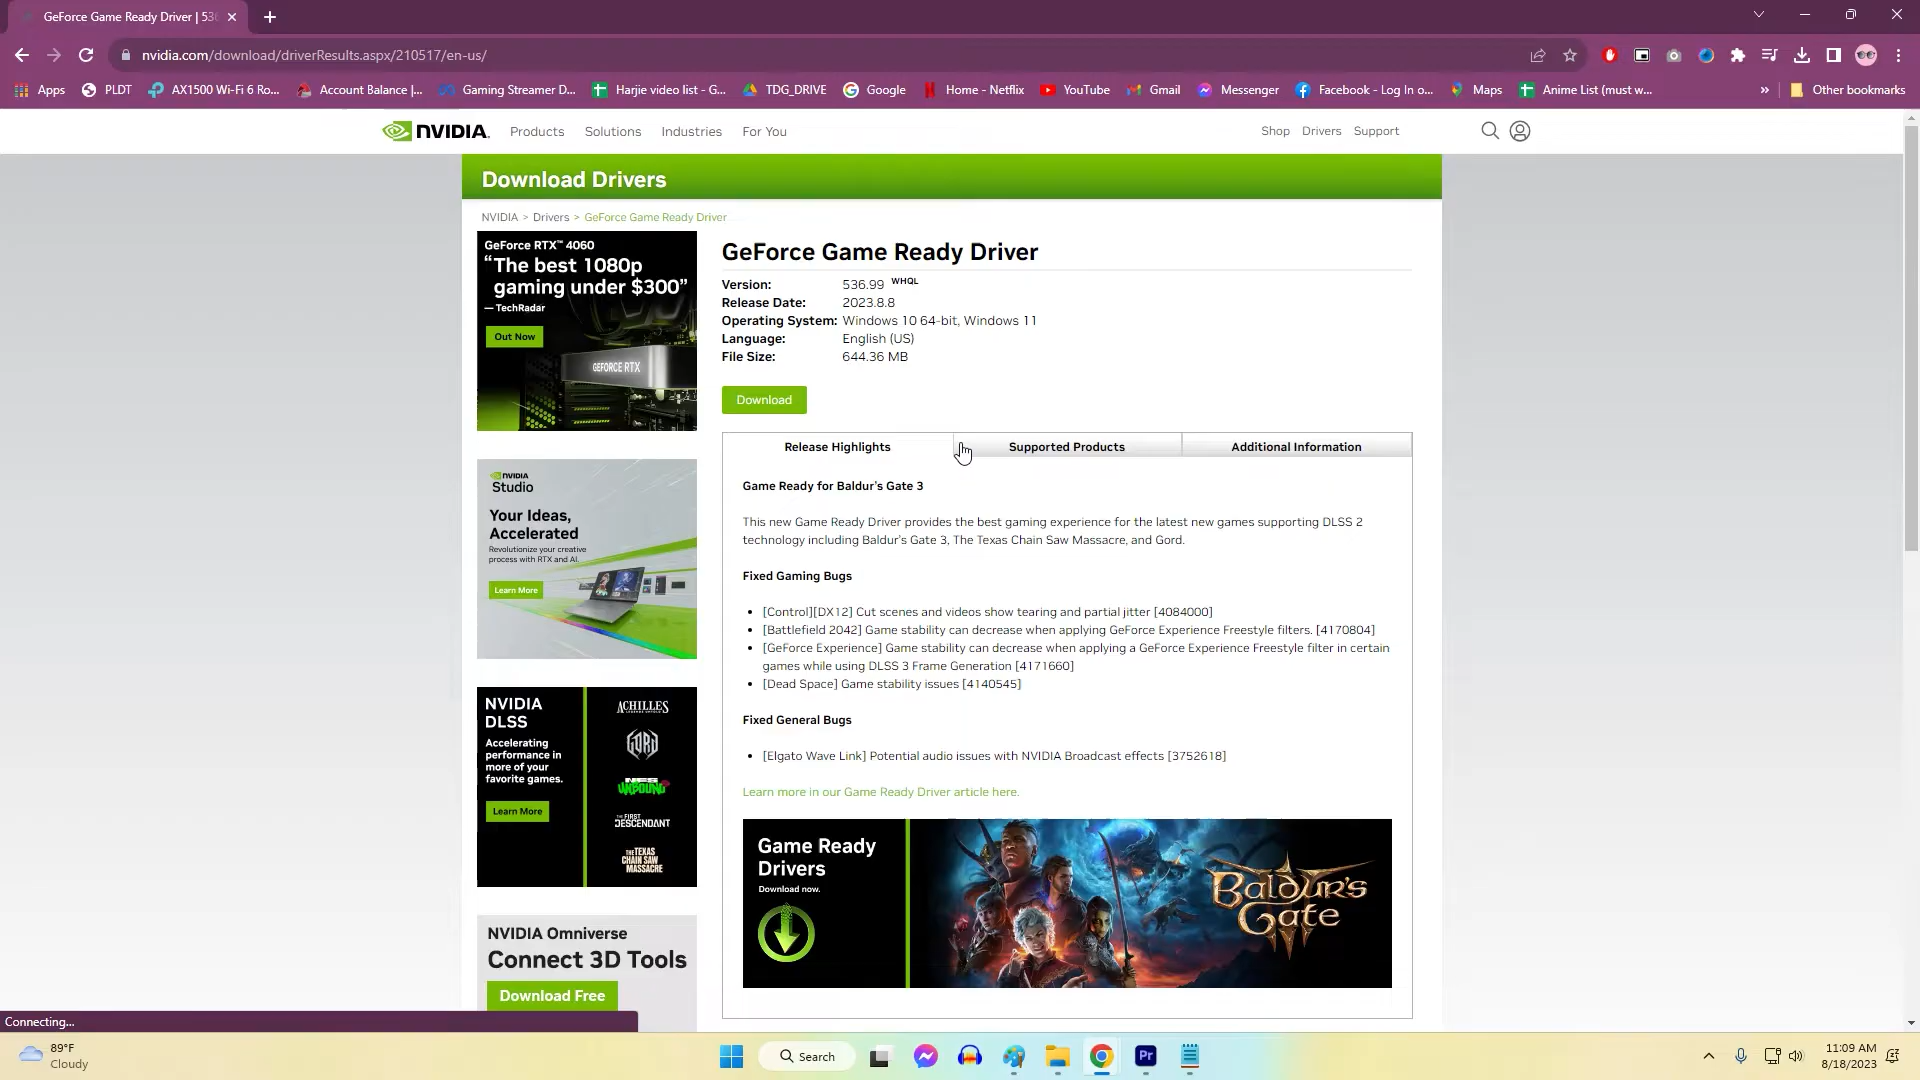 GeForce Game Ready Driver | 536
nvidia.com/download/driverResults.aspx/210517/en-us/
Apps PLDT AX1500 Wi-Fi 6 Ro... Account Balance |... Gaming Streamer D... Harjie video list - G... TDG_DRIVE Google Home - Netflix YouTube Gmail Messenger Facebook - Log In o... Maps Anime List (must w... » Other bookmarks
NVIDIA. Products Solutions Industries For You Shop Drivers Support
Download Drivers
NVIDIA > Drivers > GeForce Game Ready Driver
GeForce RTX™ 4060
“The best 1080p
gaming under $300”
— TechRadar
Out Now
GEFORCE RTX
GeForce Game Ready Driver
Version: 536.99 WHQL
Release Date: 2023.8.8
Operating System: Windows 10 64-bit, Windows 11
Language: English (US)
File Size: 644.36 MB
Download
Release Highlights Supported Products Additional Information
Game Ready for Baldur's Gate 3
This new Game Ready Driver provides the best gaming experience for the latest new games supporting DLSS 2
technology including Baldur's Gate 3, The Texas Chain Saw Massacre, and Gord.
Fixed Gaming Bugs
• [Control][DX12] Cut scenes and videos show tearing and partial jitter [4084000]
• [Battlefield 2042] Game stability can decrease when applying GeForce Experience Freestyle filters. [4170804]
• [GeForce Experience] Game stability can decrease when applying a GeForce Experience Freestyle filter in certain
games while using DLSS 3 Frame Generation [4171660]
• [Dead Space] Game stability issues [4140545]
Fixed General Bugs
• [Elgato Wave Link] Potential audio issues with NVIDIA Broadcast effects [3752618]
Learn more in our Game Ready Driver article here.
Game Ready
Drivers
Download now.
BALDUR'S
GATE
NVIDIA
Studio
Your Ideas,
Accelerated
Revolutionize your creative
process with RTX and AI.
Learn More
NVIDIA
DLSS
Accelerating
performance in
more of your
favorite games.
Learn More
ACHILLES
GORD
NFS
UNBOUND
THE FIRST
DESCENDANT
THE TEXAS
CHAIN SAW
MASSACRE
NVIDIA Omniverse
Connect 3D Tools
Download Free
Connecting...
89°F
Cloudy
Search
Pr
11:09 AM
8/18/2023